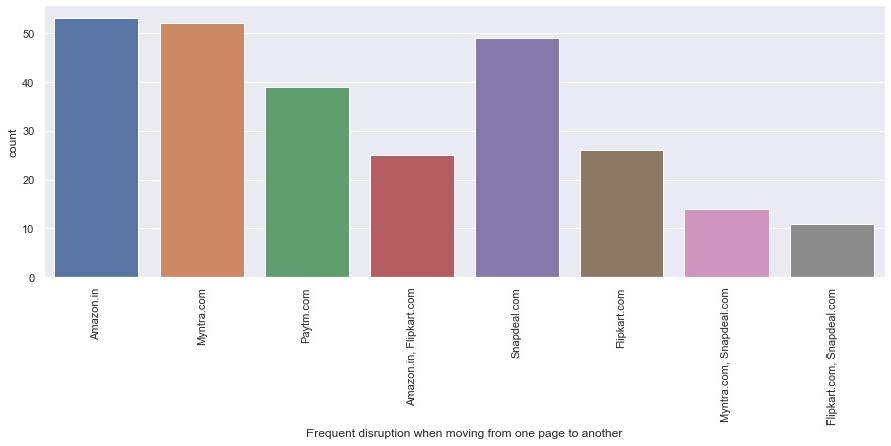 count
50
40
30
20
10
0
Amazon.in
Myntra.com
Paytm.com
Amazon.in, Flipkart.com
Snapdeal.com
Flipkart.com
Myntra.com, Snapdeal.com
Flipkart.com, Snapdeal.com
Frequent disruption when moving from one page to another